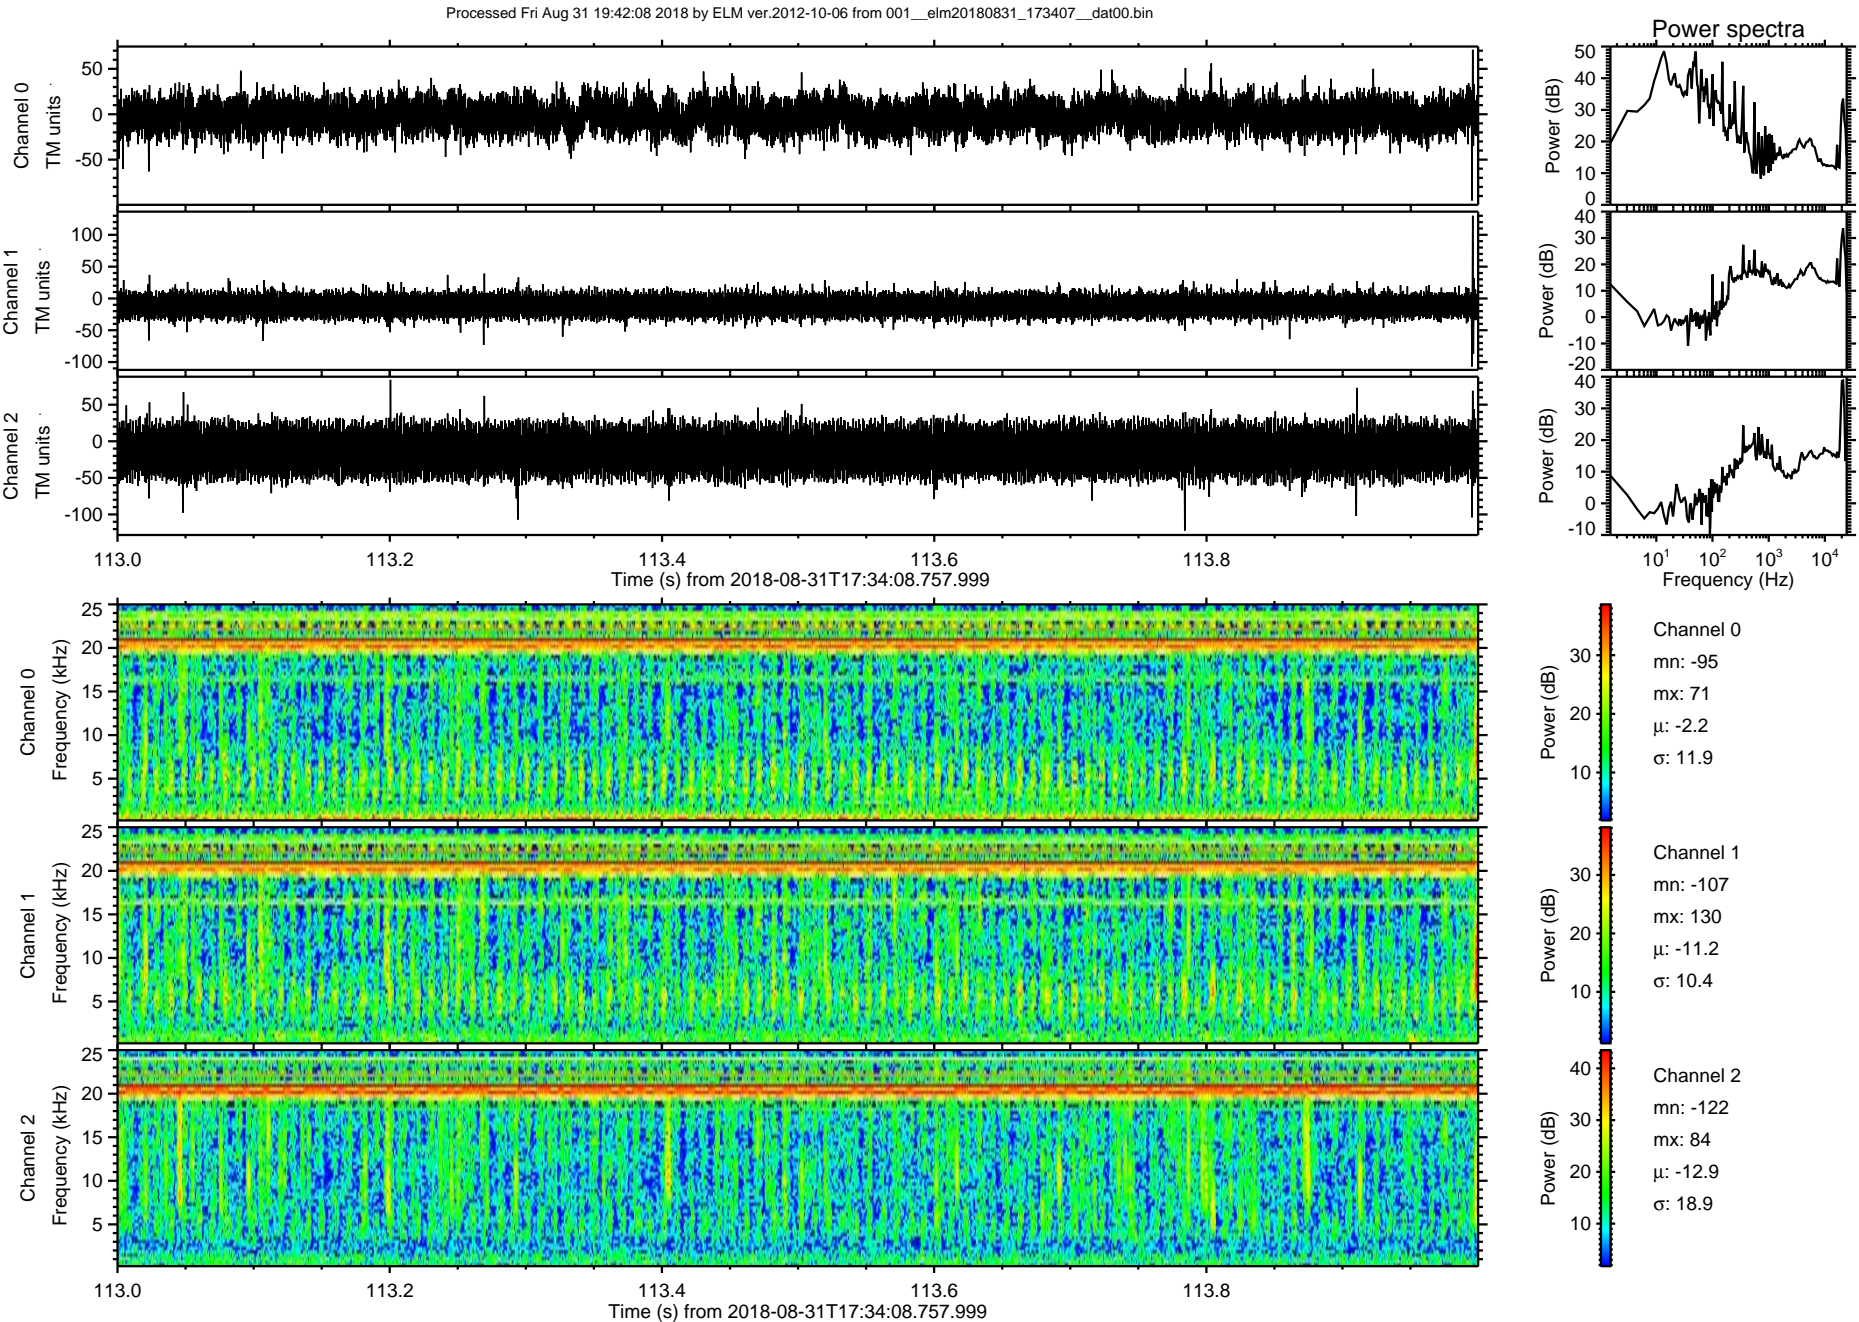 Processed Fri Aug 31 19:42:08 2018 by ELM ver.2012-10-06 from 001__elm20180831_173407__dat00.bin
Power spectra
Channel 0
TM units
50
0
-50
Power (dB)
50
40
30
20
10
0
Channel 1
TM units
100
50
0
-50
-100
Power (dB)
40
30
20
10
0
-10
-20
Channel 2
TM units
50
0
-50
-100
Power (dB)
40
30
20
10
0
-10
113.0 113.2 113.4 113.6 113.8
Time (s) from 2018-08-31T17:34:08.757.999
10¹ 10² 10³ 10⁴
Frequency (Hz)
Channel 0
Frequency (kHz)
25
20
15
10
5
Power (dB)
30
20
10
Channel 0
mn: -95
mx: 71
μ: -2.2
σ: 11.9
Channel 1
Frequency (kHz)
25
20
15
10
5
Power (dB)
30
20
10
Channel 1
mn: -107
mx: 130
μ: -11.2
σ: 10.4
Channel 2
Frequency (kHz)
25
20
15
10
5
Power (dB)
40
30
20
10
Channel 2
mn: -122
mx: 84
μ: -12.9
σ: 18.9
113.0 113.2 113.4 113.6 113.8
Time (s) from 2018-08-31T17:34:08.757.999